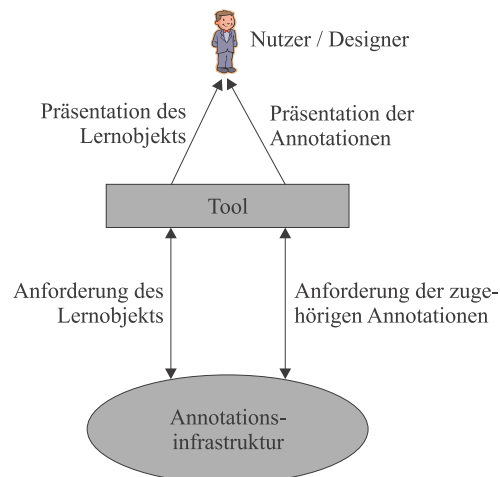 Nutzer / Designer
Präsentation des
Lernobjekts
Präsentation der
Annotationen
Tool
Anforderung des
Lernobjekts
Anforderung der zuge-
hörigen Annotationen
Annotations-
infrastruktur